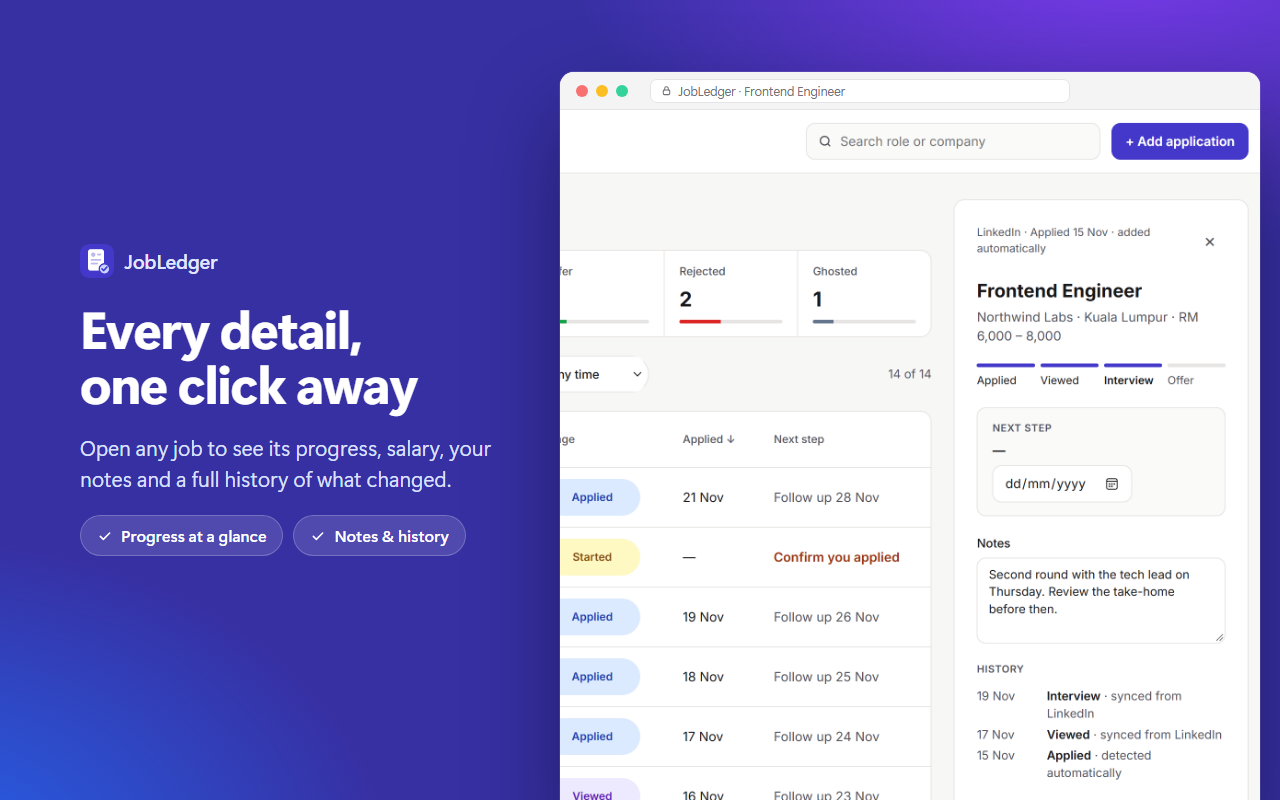 JobLedger
Every detail,
one click away
Open any job to see its progress, salary, your
notes and a full history of what changed.
Progress at a glance
Notes & history
JobLedger · Frontend Engineer
Search role or company
+ Add application
fer
Rejected
2
Ghosted
1
ny time
14 of 14
ge
Applied ↓
Next step
Applied
21 Nov
Follow up 28 Nov
Started
—
Confirm you applied
Applied
19 Nov
Follow up 26 Nov
Applied
18 Nov
Follow up 25 Nov
Applied
17 Nov
Follow up 24 Nov
Viewed
16 Nov
Follow up 23 Nov
LinkedIn · Applied 15 Nov · added
automatically
Frontend Engineer
Northwind Labs · Kuala Lumpur · RM
6,000 – 8,000
Applied
Viewed
Interview
Offer
NEXT STEP
—
dd/mm/yyyy
Notes
Second round with the tech lead on
Thursday. Review the take-home
before then.
HISTORY
19 Nov
Interview · synced from
LinkedIn
17 Nov
Viewed · synced from LinkedIn
15 Nov
Applied · detected
automatically